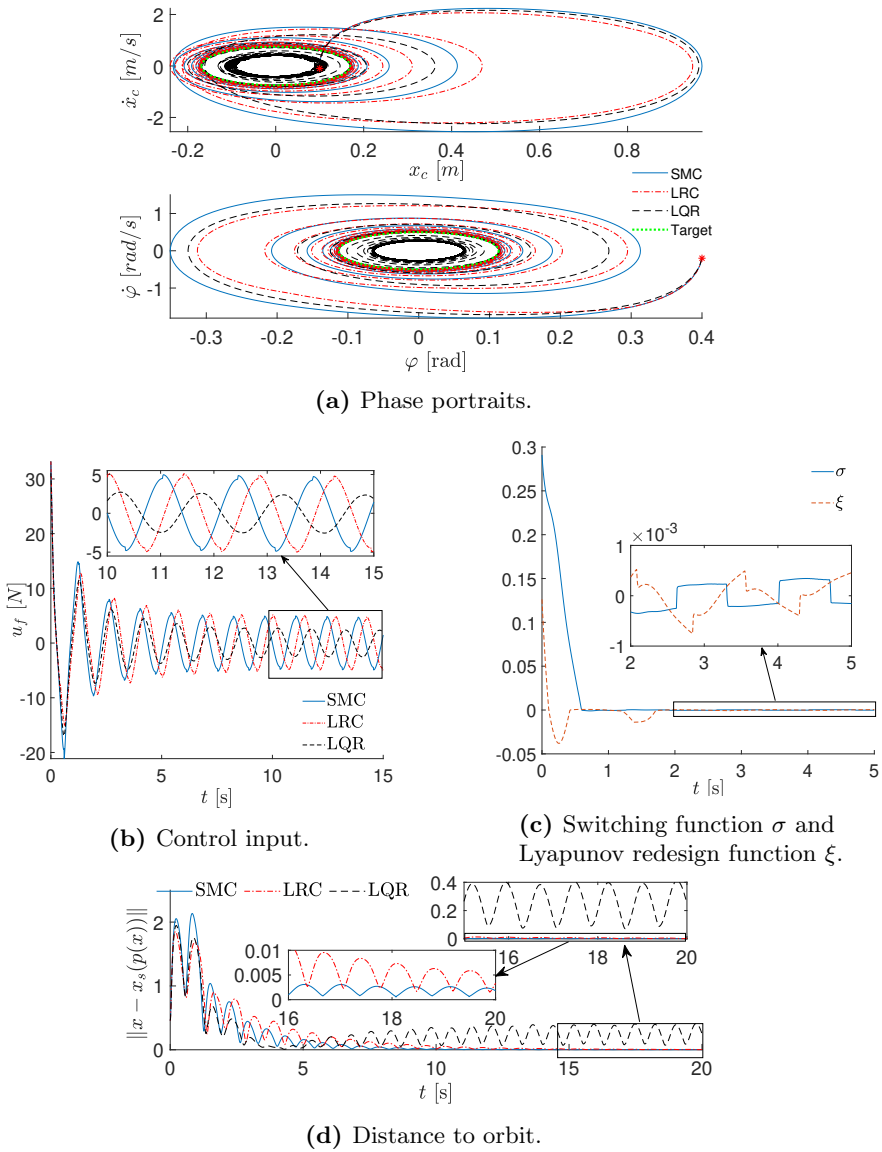 2
0
-2
ẋ_c [m/s]
-0.2 0 0.2 0.4 0.6 0.8
x_c [m]
SMC
LRC
LQR
Target
1
0
-1
φ̇ [rad/s]
-0.3 -0.2 -0.1 0 0.1 0.2 0.3 0.4
φ [rad]
(a) Phase portraits.
30
20
10
0
-10
-20
u_f [N]
5
0
-5
10 11 12 13 14 15
SMC
LRC
LQR
0 5 10 15
t [s]
(b) Control input.
0.3
0.25
0.2
0.15
0.1
0.05
0
-0.05
σ
ξ
×10⁻³
1
0
-1
2 3 4 5
0 1 2 3 4 5
t [s]
(c) Switching function σ and
Lyapunov redesign function ξ.
SMC LRC LQR
2
1
0
||x − x_s(p(x))||
0.4
0.2
0
16 18 20
0.01
0.005
0
16 17 18 19 20
0 5 10 15 20
t [s]
(d) Distance to orbit.